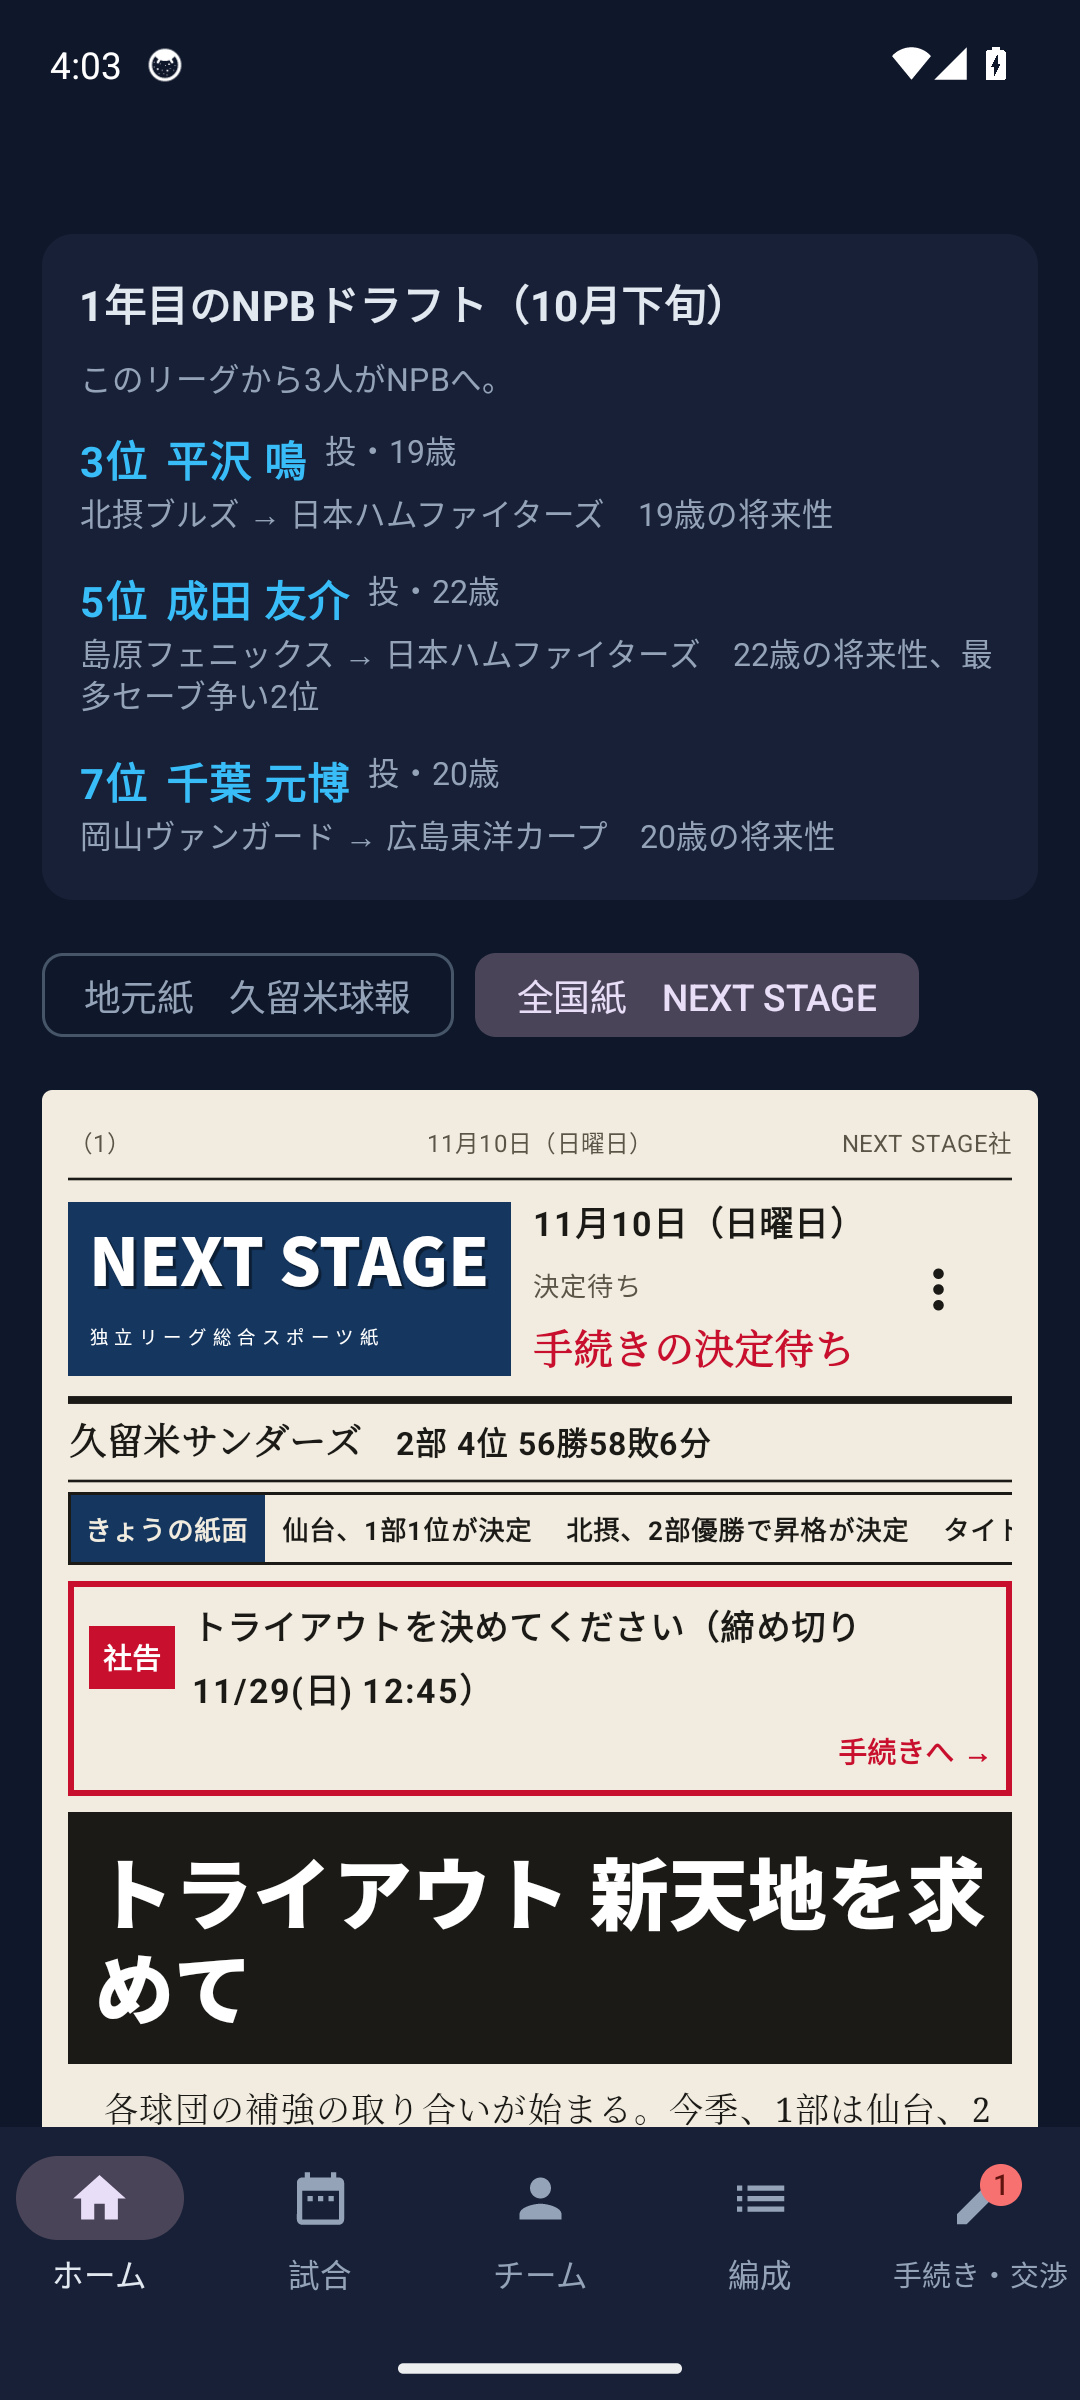 4:03
1年目のNPBドラフト（10月下旬）
このリーグから3人がNPBへ。
3位 平沢 鳴 投・19歳
北摂ブルズ → 日本ハムファイターズ　19歳の将来性
5位 成田 友介 投・22歳
島原フェニックス → 日本ハムファイターズ　22歳の将来性、最
多セーブ争い2位
7位 千葉 元博 投・20歳
岡山ヴァンガード → 広島東洋カープ　20歳の将来性
地元紙　久留米球報
全国紙　NEXT STAGE
（1）
11月10日（日曜日）
NEXT STAGE社
NEXT STAGE
独立リーグ総合スポーツ紙
11月10日（日曜日）
決定待ち
手続きの決定待ち
久留米サンダーズ　2部 4位 56勝58敗6分
きょうの紙面　仙台、1部1位が決定　北摂、2部優勝で昇格が決定　タイト
社告
トライアウトを決めてください（締め切り
11/29(日) 12:45）
手続きへ →
トライアウト 新天地を求
めて
各球団の補強の取り合いが始まる。今季、1部は仙台、2
1
ホーム
試合
チーム
編成
手続き・交渉